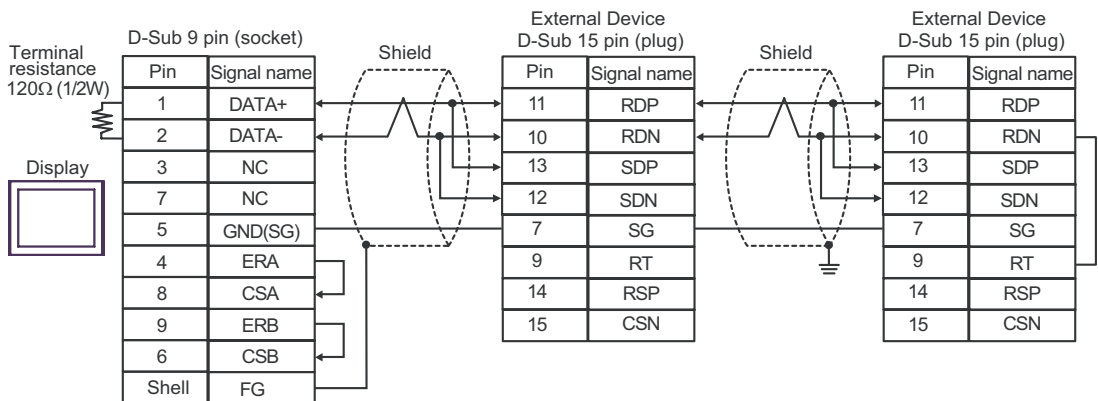 Terminal
resistance
120Ω (1/2W)
Display
D-Sub 9 pin (socket)
Pin Signal name
1 DATA+
2 DATA-
3 NC
7 NC
5 GND(SG)
4 ERA
8 CSA
9 ERB
6 CSB
Shell FG
Shield
External Device
D-Sub 15 pin (plug)
Pin Signal name
11 RDP
10 RDN
13 SDP
12 SDN
7 SG
9 RT
14 RSP
15 CSN
Shield
External Device
D-Sub 15 pin (plug)
Pin Signal name
11 RDP
10 RDN
13 SDP
12 SDN
7 SG
9 RT
14 RSP
15 CSN